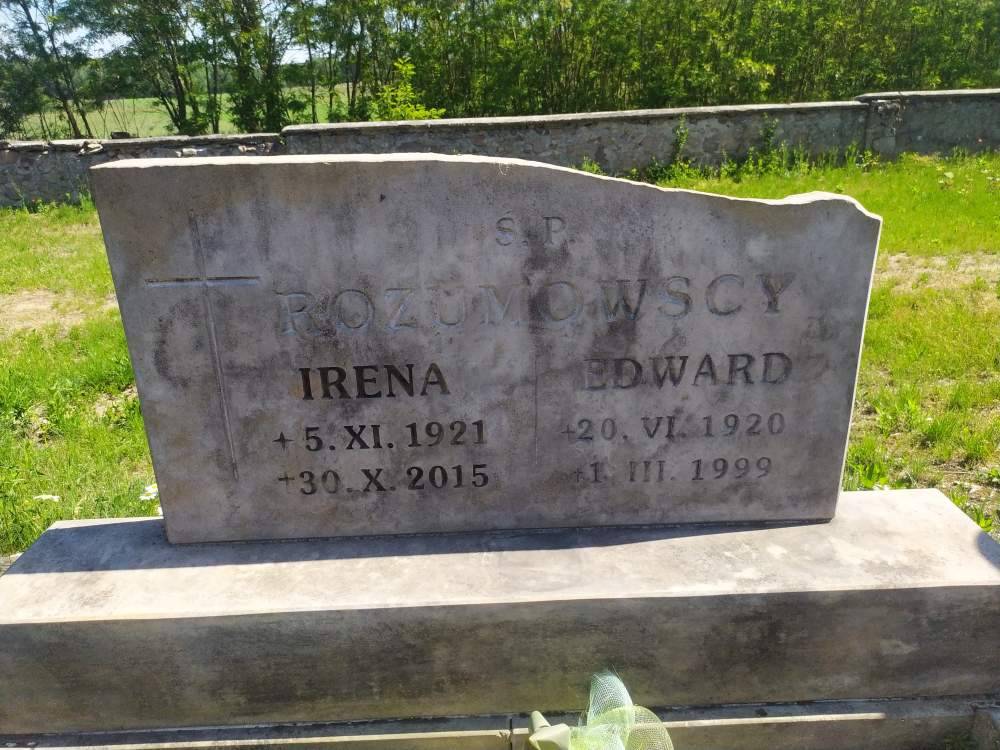 Ś. P.
ROZUMOWSCY
IRENA
+ 5. XI. 1921
+ 30. X. 2015
EDWARD
+ 20. VI. 1920
+ 1. III. 1999